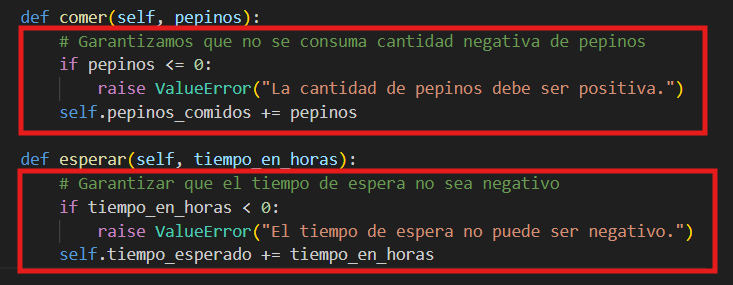 def comer(self, pepinos):
# Garantizamos que no se consuma cantidad negativa de pepinos
if pepinos <= 0:
raise ValueError("La cantidad de pepinos debe ser positiva.")
self.pepinos_comidos += pepinos
def esperar(self, tiempo_en_horas):
# Garantizar que el tiempo de espera no sea negativo
if tiempo_en_horas < 0:
raise ValueError("El tiempo de espera no puede ser negativo.")
self.tiempo_esperado += tiempo_en_horas